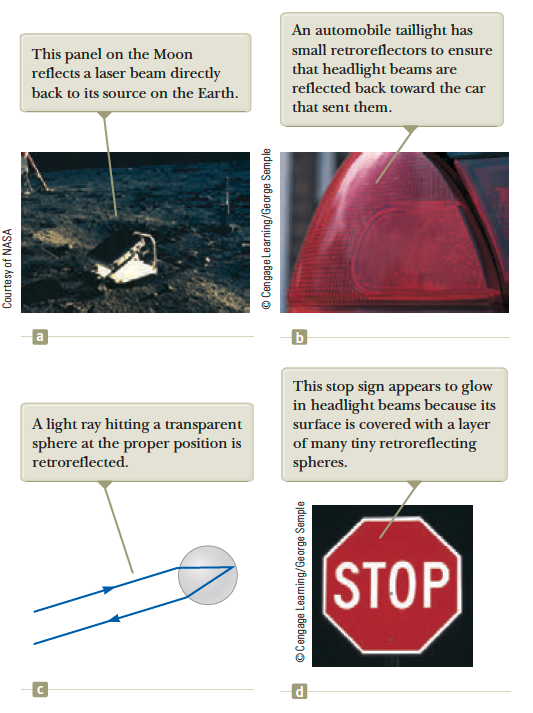 This panel on the Moon
reflects a laser beam directly
back to its source on the Earth.
Courtesy of NASA
a
An automobile taillight has
small retroreflectors to ensure
that headlight beams are
reflected back toward the car
that sent them.
© Cengage Learning/George Semple
b
A light ray hitting a transparent
sphere at the proper position is
retroreflected.
c
This stop sign appears to glow
in headlight beams because its
surface is covered with a layer
of many tiny retroreflecting
spheres.
© Cengage Learning/George Semple
STOP
d